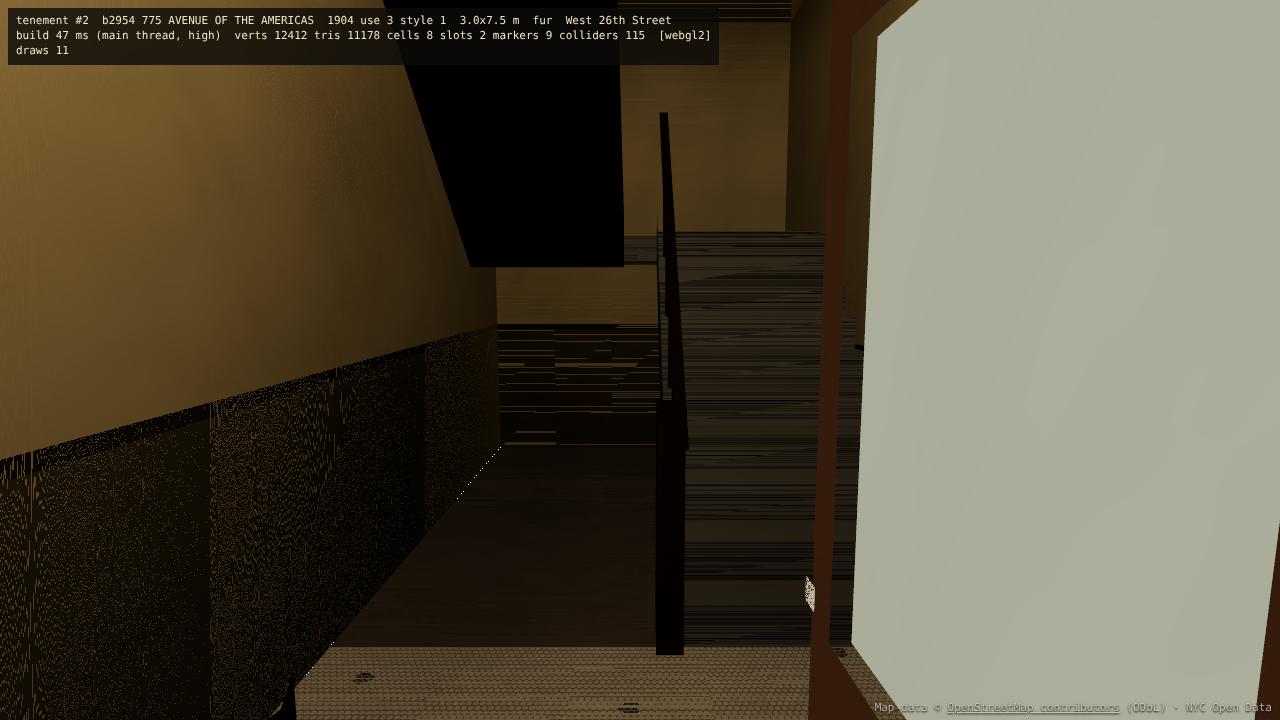 tenement #2  b2954 775 AVENUE OF THE AMERICAS  1904 use 3 style 1  3.0x7.5 m  fur  West 26th Street
build 47 ms (main thread, high)  verts 12412 tris 11178 cells 8 slots 2 markers 9 colliders 115  [webgl2]
draws 11
Map data © OpenStreetMap contributors (ODbL) · NYC Open Data